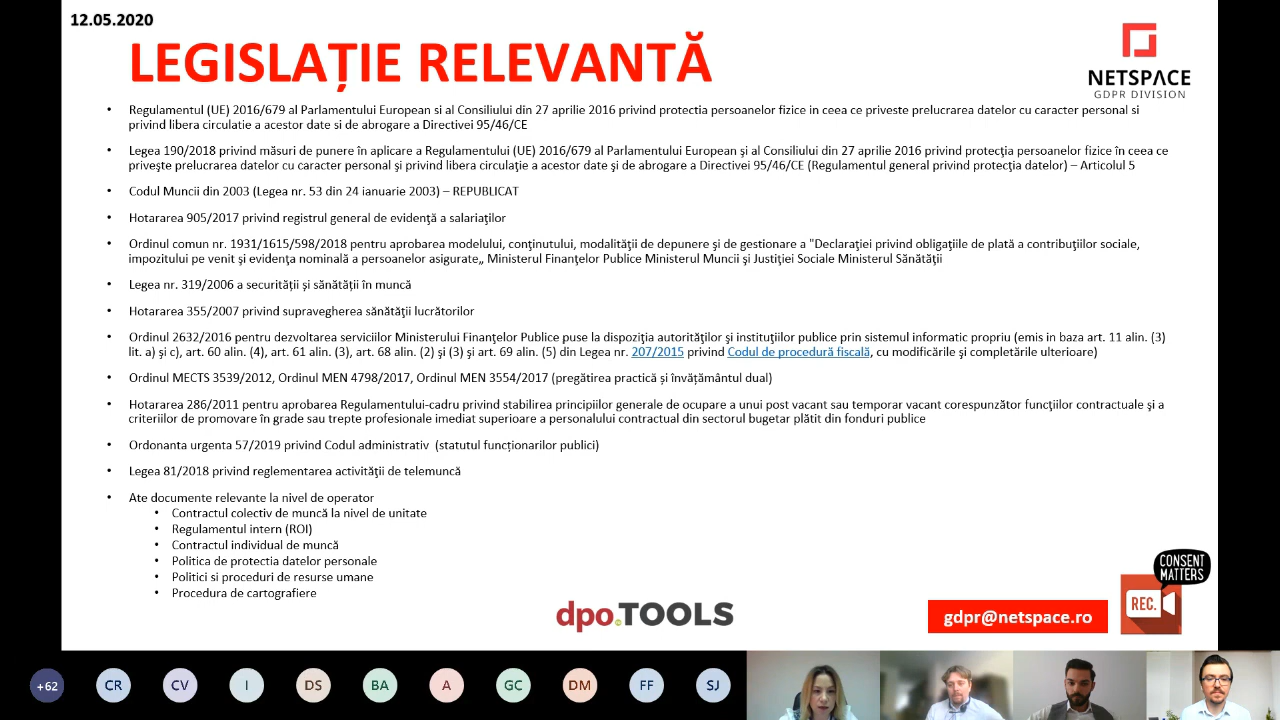 12.05.2020
LEGISLAȚIE RELEVANTĂ
NETSPACE
GDPR DIVISION
• Regulamentul (UE) 2016/679 al Parlamentului European si al Consiliului din 27 aprilie 2016 privind protectia persoanelor fizice in ceea ce priveste prelucrarea datelor cu caracter personal si
privind libera circulatie a acestor date si de abrogare a Directivei 95/46/CE
• Legea 190/2018 privind măsuri de punere în aplicare a Regulamentului (UE) 2016/679 al Parlamentului European şi al Consiliului din 27 aprilie 2016 privind protecţia persoanelor fizice în ceea ce
priveşte prelucrarea datelor cu caracter personal şi privind libera circulaţie a acestor date şi de abrogare a Directivei 95/46/CE (Regulamentul general privind protecţia datelor) – Articolul 5
• Codul Muncii din 2003 (Legea nr. 53 din 24 ianuarie 2003) – REPUBLICAT
• Hotararea 905/2017 privind registrul general de evidenţă a salariaţilor
• Ordinul comun nr. 1931/1615/598/2018 pentru aprobarea modelului, conţinutului, modalităţii de depunere şi de gestionare a "Declaraţiei privind obligaţiile de plată a contribuţiilor sociale,
impozitului pe venit şi evidenţa nominală a persoanelor asigurate„ Ministerul Finanţelor Publice Ministerul Muncii şi Justiţiei Sociale Ministerul Sănătăţii
• Legea nr. 319/2006 a securității și sănătății în muncă
• Hotararea 355/2007 privind supravegherea sănătăţii lucrătorilor
• Ordinul 2632/2016 pentru dezvoltarea serviciilor Ministerului Finanţelor Publice puse la dispoziţia autorităţilor şi instituţiilor publice prin sistemul informatic propriu (emis in baza art. 11 alin. (3)
lit. a) şi c), art. 60 alin. (4), art. 61 alin. (3), art. 68 alin. (2) şi (3) şi art. 69 alin. (5) din Legea nr. 207/2015 privind Codul de procedură fiscală, cu modificările şi completările ulterioare)
• Ordinul MECTS 3539/2012, Ordinul MEN 4798/2017, Ordinul MEN 3554/2017 (pregătirea practică și învățământul dual)
• Hotararea 286/2011 pentru aprobarea Regulamentului-cadru privind stabilirea principiilor generale de ocupare a unui post vacant sau temporar vacant corespunzător funcţiilor contractuale şi a
criteriilor de promovare în grade sau trepte profesionale imediat superioare a personalului contractual din sectorul bugetar plătit din fonduri publice
• Ordonanta urgenta 57/2019 privind Codul administrativ (statutul funcționarilor publici)
• Legea 81/2018 privind reglementarea activităţii de telemuncă
• Ate documente relevante la nivel de operator
• Contractul colectiv de muncă la nivel de unitate
• Regulamentul intern (ROI)
• Contractul individual de muncă
• Politica de protectia datelor personale
• Politici si proceduri de resurse umane
• Procedura de cartografiere
CONSENT
MATTERS
REC.
dpo.TOOLS
gdpr@netspace.ro
+62 CR CV I DS BA A GC DM FF SJ